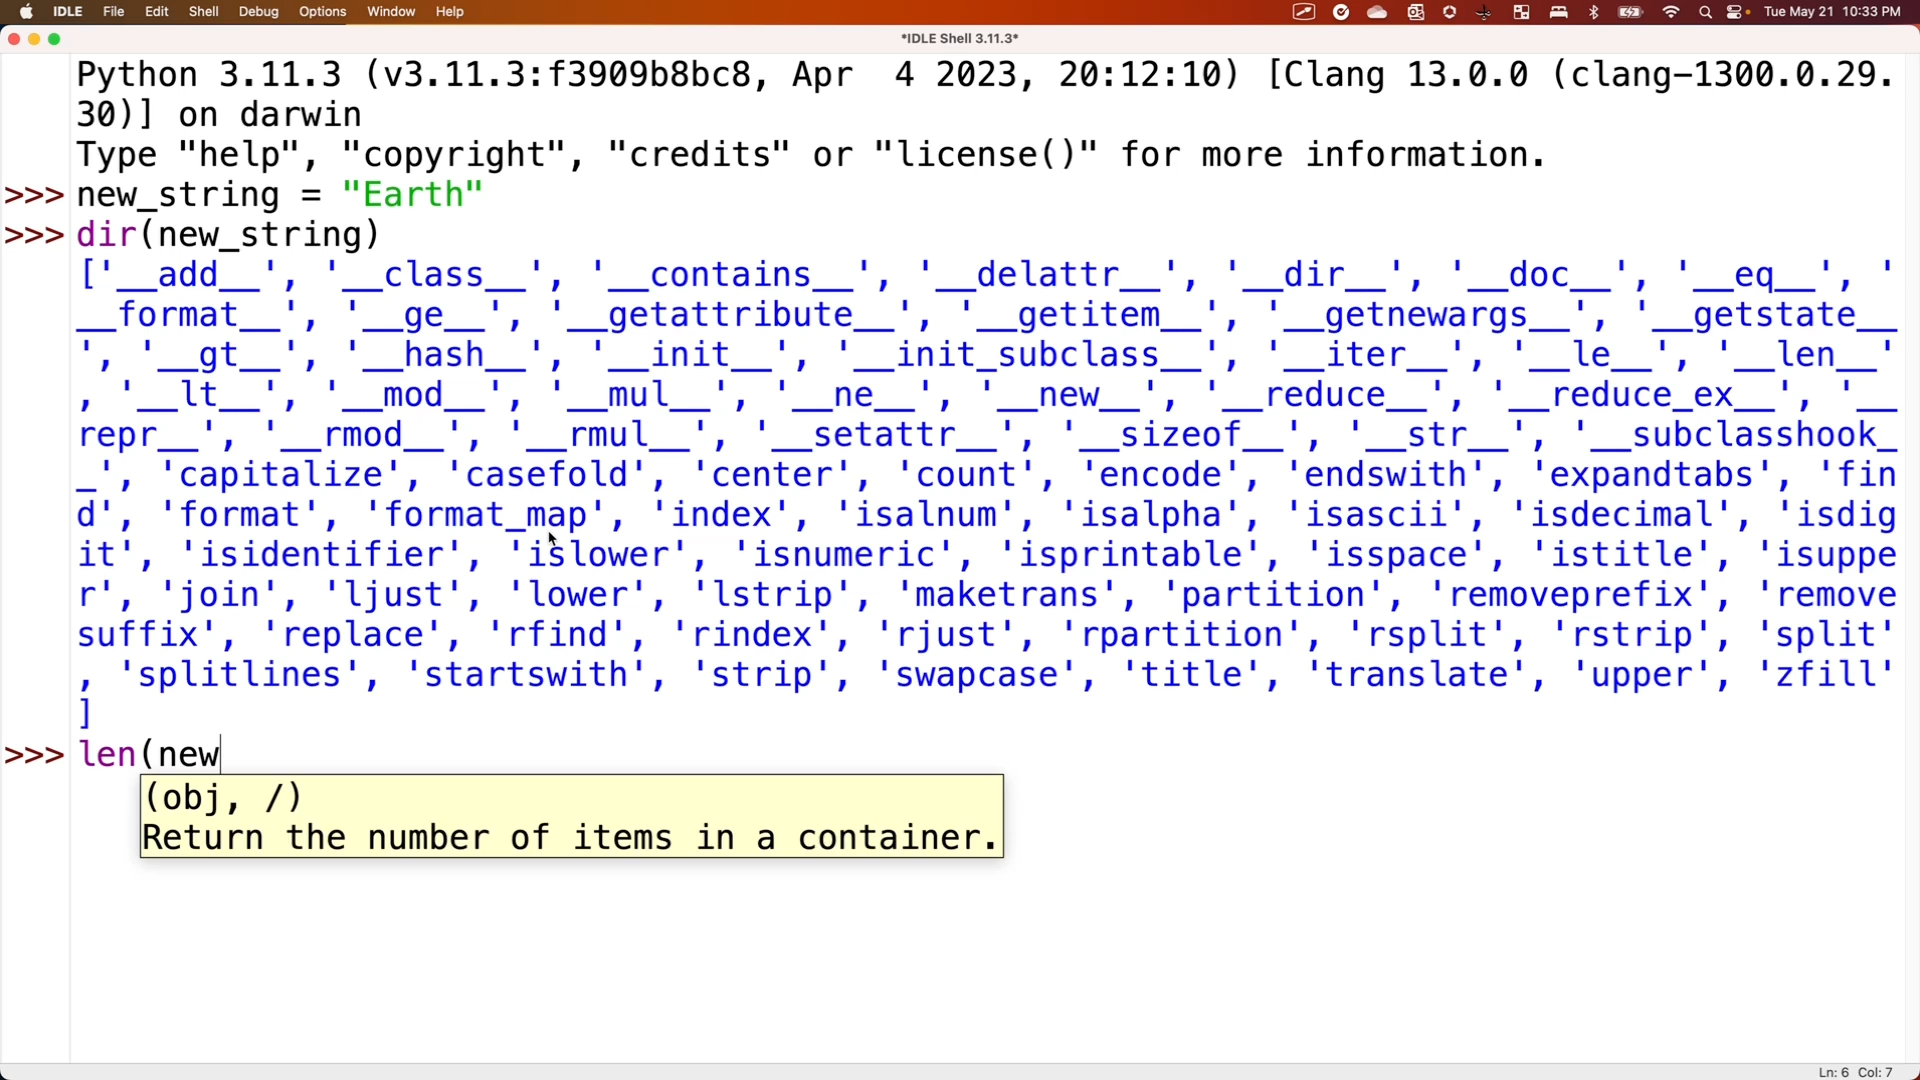 IDLE File Edit Shell Debug Options Window Help Tue May 21 10:33 PM
*IDLE Shell 3.11.3*
Python 3.11.3 (v3.11.3:f3909b8bc8, Apr  4 2023, 20:12:10) [Clang 13.0.0 (clang-1300.0.29.
30)] on darwin
Type "help", "copyright", "credits" or "license()" for more information.
>>> new_string = "Earth"
>>> dir(new_string)
['__add__', '__class__', '__contains__', '__delattr__', '__dir__', '__doc__', '__eq__', '
__format__', '__ge__', '__getattribute__', '__getitem__', '__getnewargs__', '__getstate__
', '__gt__', '__hash__', '__init__', '__init_subclass__', '__iter__', '__le__', '__len__'
, '__lt__', '__mod__', '__mul__', '__ne__', '__new__', '__reduce__', '__reduce_ex__', '__
repr__', '__rmod__', '__rmul__', '__setattr__', '__sizeof__', '__str__', '__subclasshook_
_', 'capitalize', 'casefold', 'center', 'count', 'encode', 'endswith', 'expandtabs', 'fin
d', 'format', 'format_map', 'index', 'isalnum', 'isalpha', 'isascii', 'isdecimal', 'isdig
it', 'isidentifier', 'islower', 'isnumeric', 'isprintable', 'isspace', 'istitle', 'isuppe
r', 'join', 'ljust', 'lower', 'lstrip', 'maketrans', 'partition', 'removeprefix', 'remove
suffix', 'replace', 'rfind', 'rindex', 'rjust', 'rpartition', 'rsplit', 'rstrip', 'split'
, 'splitlines', 'startswith', 'strip', 'swapcase', 'title', 'translate', 'upper', 'zfill'
]
>>> len(new
(obj, /)
Return the number of items in a container.
Ln: 6 Col: 7